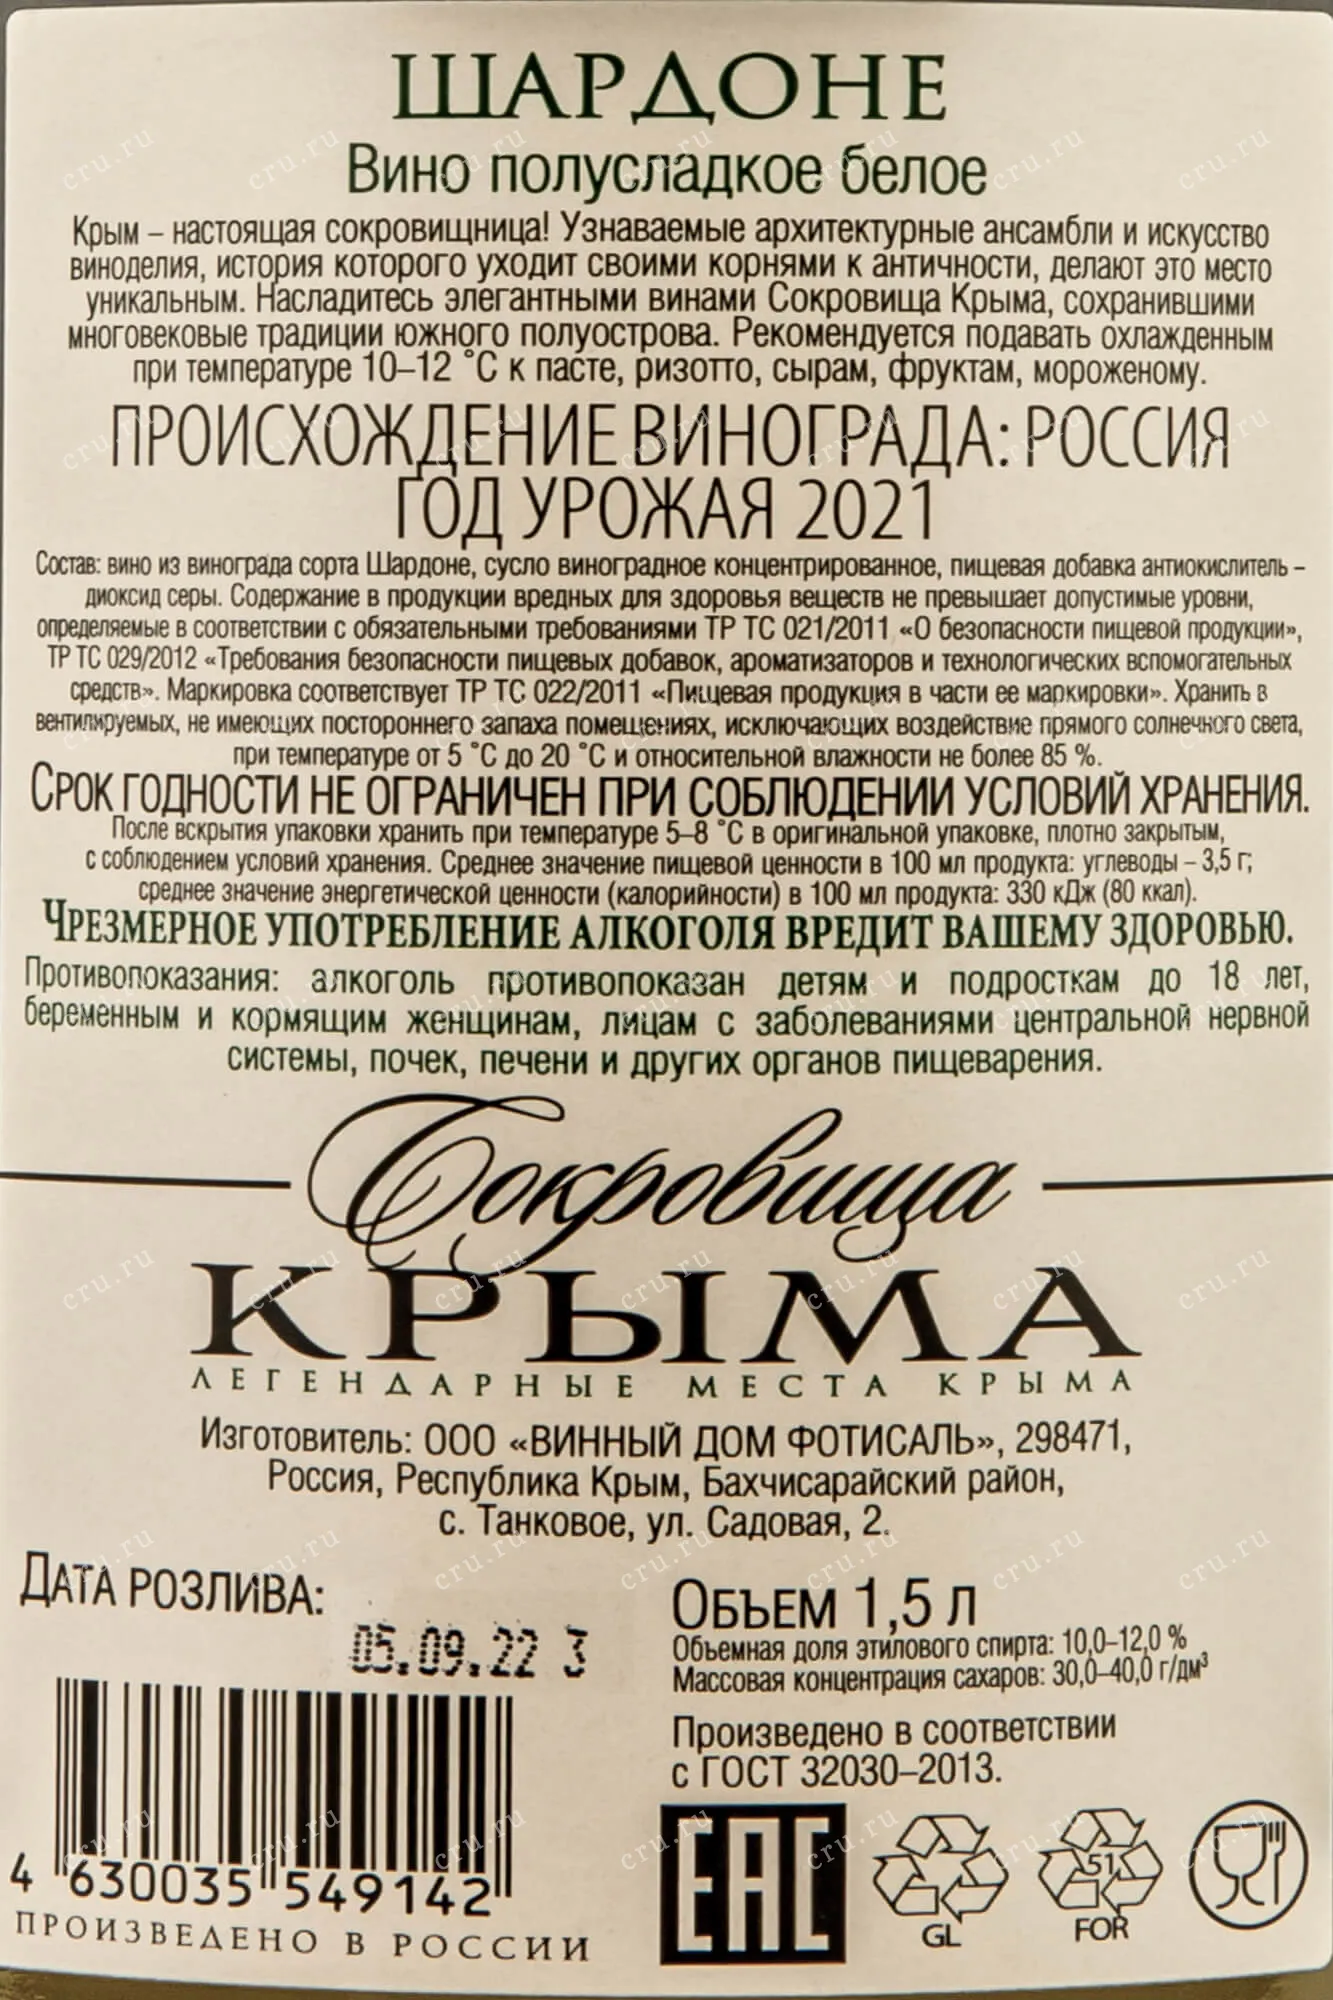 ШАРДОНЕ
Вино полусладкое белое
Крым – настоящая сокровищница! Узнаваемые архитектурные ансамбли и искусство
виноделия, история которого уходит своими корнями к античности, делают это место
уникальным. Насладитесь элегантными винами Сокровища Крыма, сохранившими
многовековые традиции южного полуострова. Рекомендуется подавать охлажденным
при температуре 10–12 °С к пасте, ризотто, сырам, фруктам, мороженому.
ПРОИСХОЖДЕНИЕ ВИНОГРАДА: РОССИЯ
ГОД УРОЖАЯ 2021
Состав: вино из винограда сорта Шардоне, сусло виноградное концентрированное, пищевая добавка антиокислитель –
диоксид серы. Содержание в продукции вредных для здоровья веществ не превышает допустимые уровни,
определяемые в соответствии с обязательными требованиями ТР ТС 021/2011 «О безопасности пищевой продукции»,
ТР ТС 029/2012 «Требования безопасности пищевых добавок, ароматизаторов и технологических вспомогательных
средств». Маркировка соответствует ТР ТС 022/2011 «Пищевая продукция в части ее маркировки». Хранить в
вентилируемых, не имеющих постороннего запаха помещениях, исключающих воздействие прямого солнечного света,
при температуре от 5 °С до 20 °С и относительной влажности не более 85 %.
СРОК ГОДНОСТИ НЕ ОГРАНИЧЕН ПРИ СОБЛЮДЕНИИ УСЛОВИЙ ХРАНЕНИЯ.
После вскрытия упаковки хранить при температуре 5–8 °С в оригинальной упаковке, плотно закрытым,
с соблюдением условий хранения. Среднее значение пищевой ценности в 100 мл продукта: углеводы – 3,5 г;
среднее значение энергетической ценности (калорийности) в 100 мл продукта: 330 кДж (80 ккал).
ЧРЕЗМЕРНОЕ УПОТРЕБЛЕНИЕ АЛКОГОЛЯ ВРЕДИТ ВАШЕМУ ЗДОРОВЬЮ.
Противопоказания: алкоголь противопоказан детям и подросткам до 18 лет,
беременным и кормящим женщинам, лицам с заболеваниями центральной нервной
системы, почек, печени и других органов пищеварения.
Сокровища
КРЫМА
ЛЕГЕНДАРНЫЕ МЕСТА КРЫМА
Изготовитель: ООО «ВИННЫЙ ДОМ ФОТИСАЛЬ», 298471,
Россия, Республика Крым, Бахчисарайский район,
с. Танковое, ул. Садовая, 2.
ДАТА РОЗЛИВА:
05.09.22 3
4 630035 549142
ПРОИЗВЕДЕНО В РОССИИ
ОБЪЕМ 1,5 л
Объемная доля этилового спирта: 10,0–12,0 %
Массовая концентрация сахаров: 30,0–40,0 г/дм³
Произведено в соответствии
с ГОСТ 32030–2013.
EAC
GL
51
FOR
cru.ru